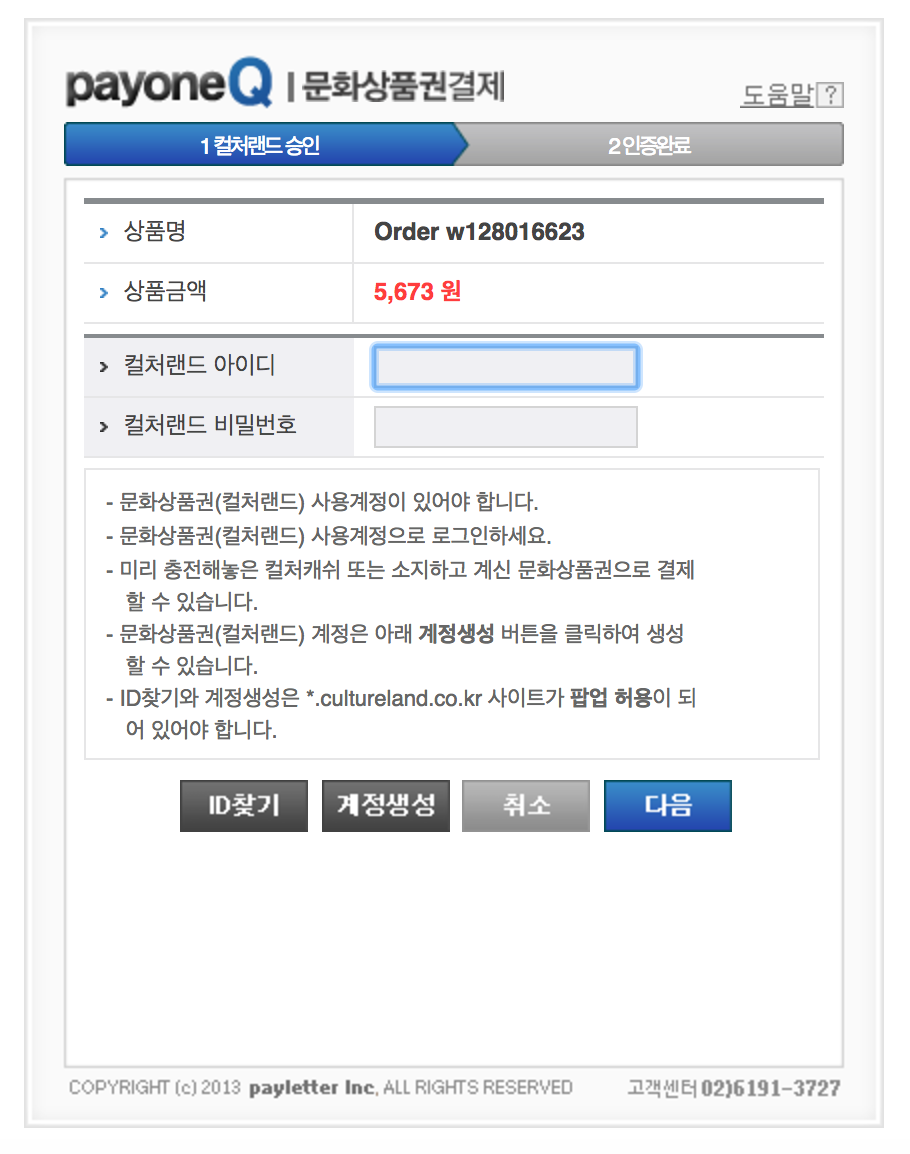 payoneQ | 문화상품권결제
도움말 ?
1 컬처랜드 승인
2 인증완료
상품명
Order w128016623
상품금액
5,673 원
컬처랜드 아이디
컬처랜드 비밀번호
- 문화상품권(컬처랜드) 사용계정이 있어야 합니다.
- 문화상품권(컬처랜드) 사용계정으로 로그인하세요.
- 미리 충전해놓은 컬처캐쉬 또는 소지하고 계신 문화상품권으로 결제
할 수 있습니다.
- 문화상품권(컬처랜드) 계정은 아래 계정생성 버튼을 클릭하여 생성
할 수 있습니다.
- ID찾기와 계정생성은 *.cultureland.co.kr 사이트가 팝업 허용이 되
어 있어야 합니다.
ID찾기
계정생성
취소
다음
COPYRIGHT (c) 2013 payletter Inc, ALL RIGHTS RESERVED
고객센터 02)6191-3727